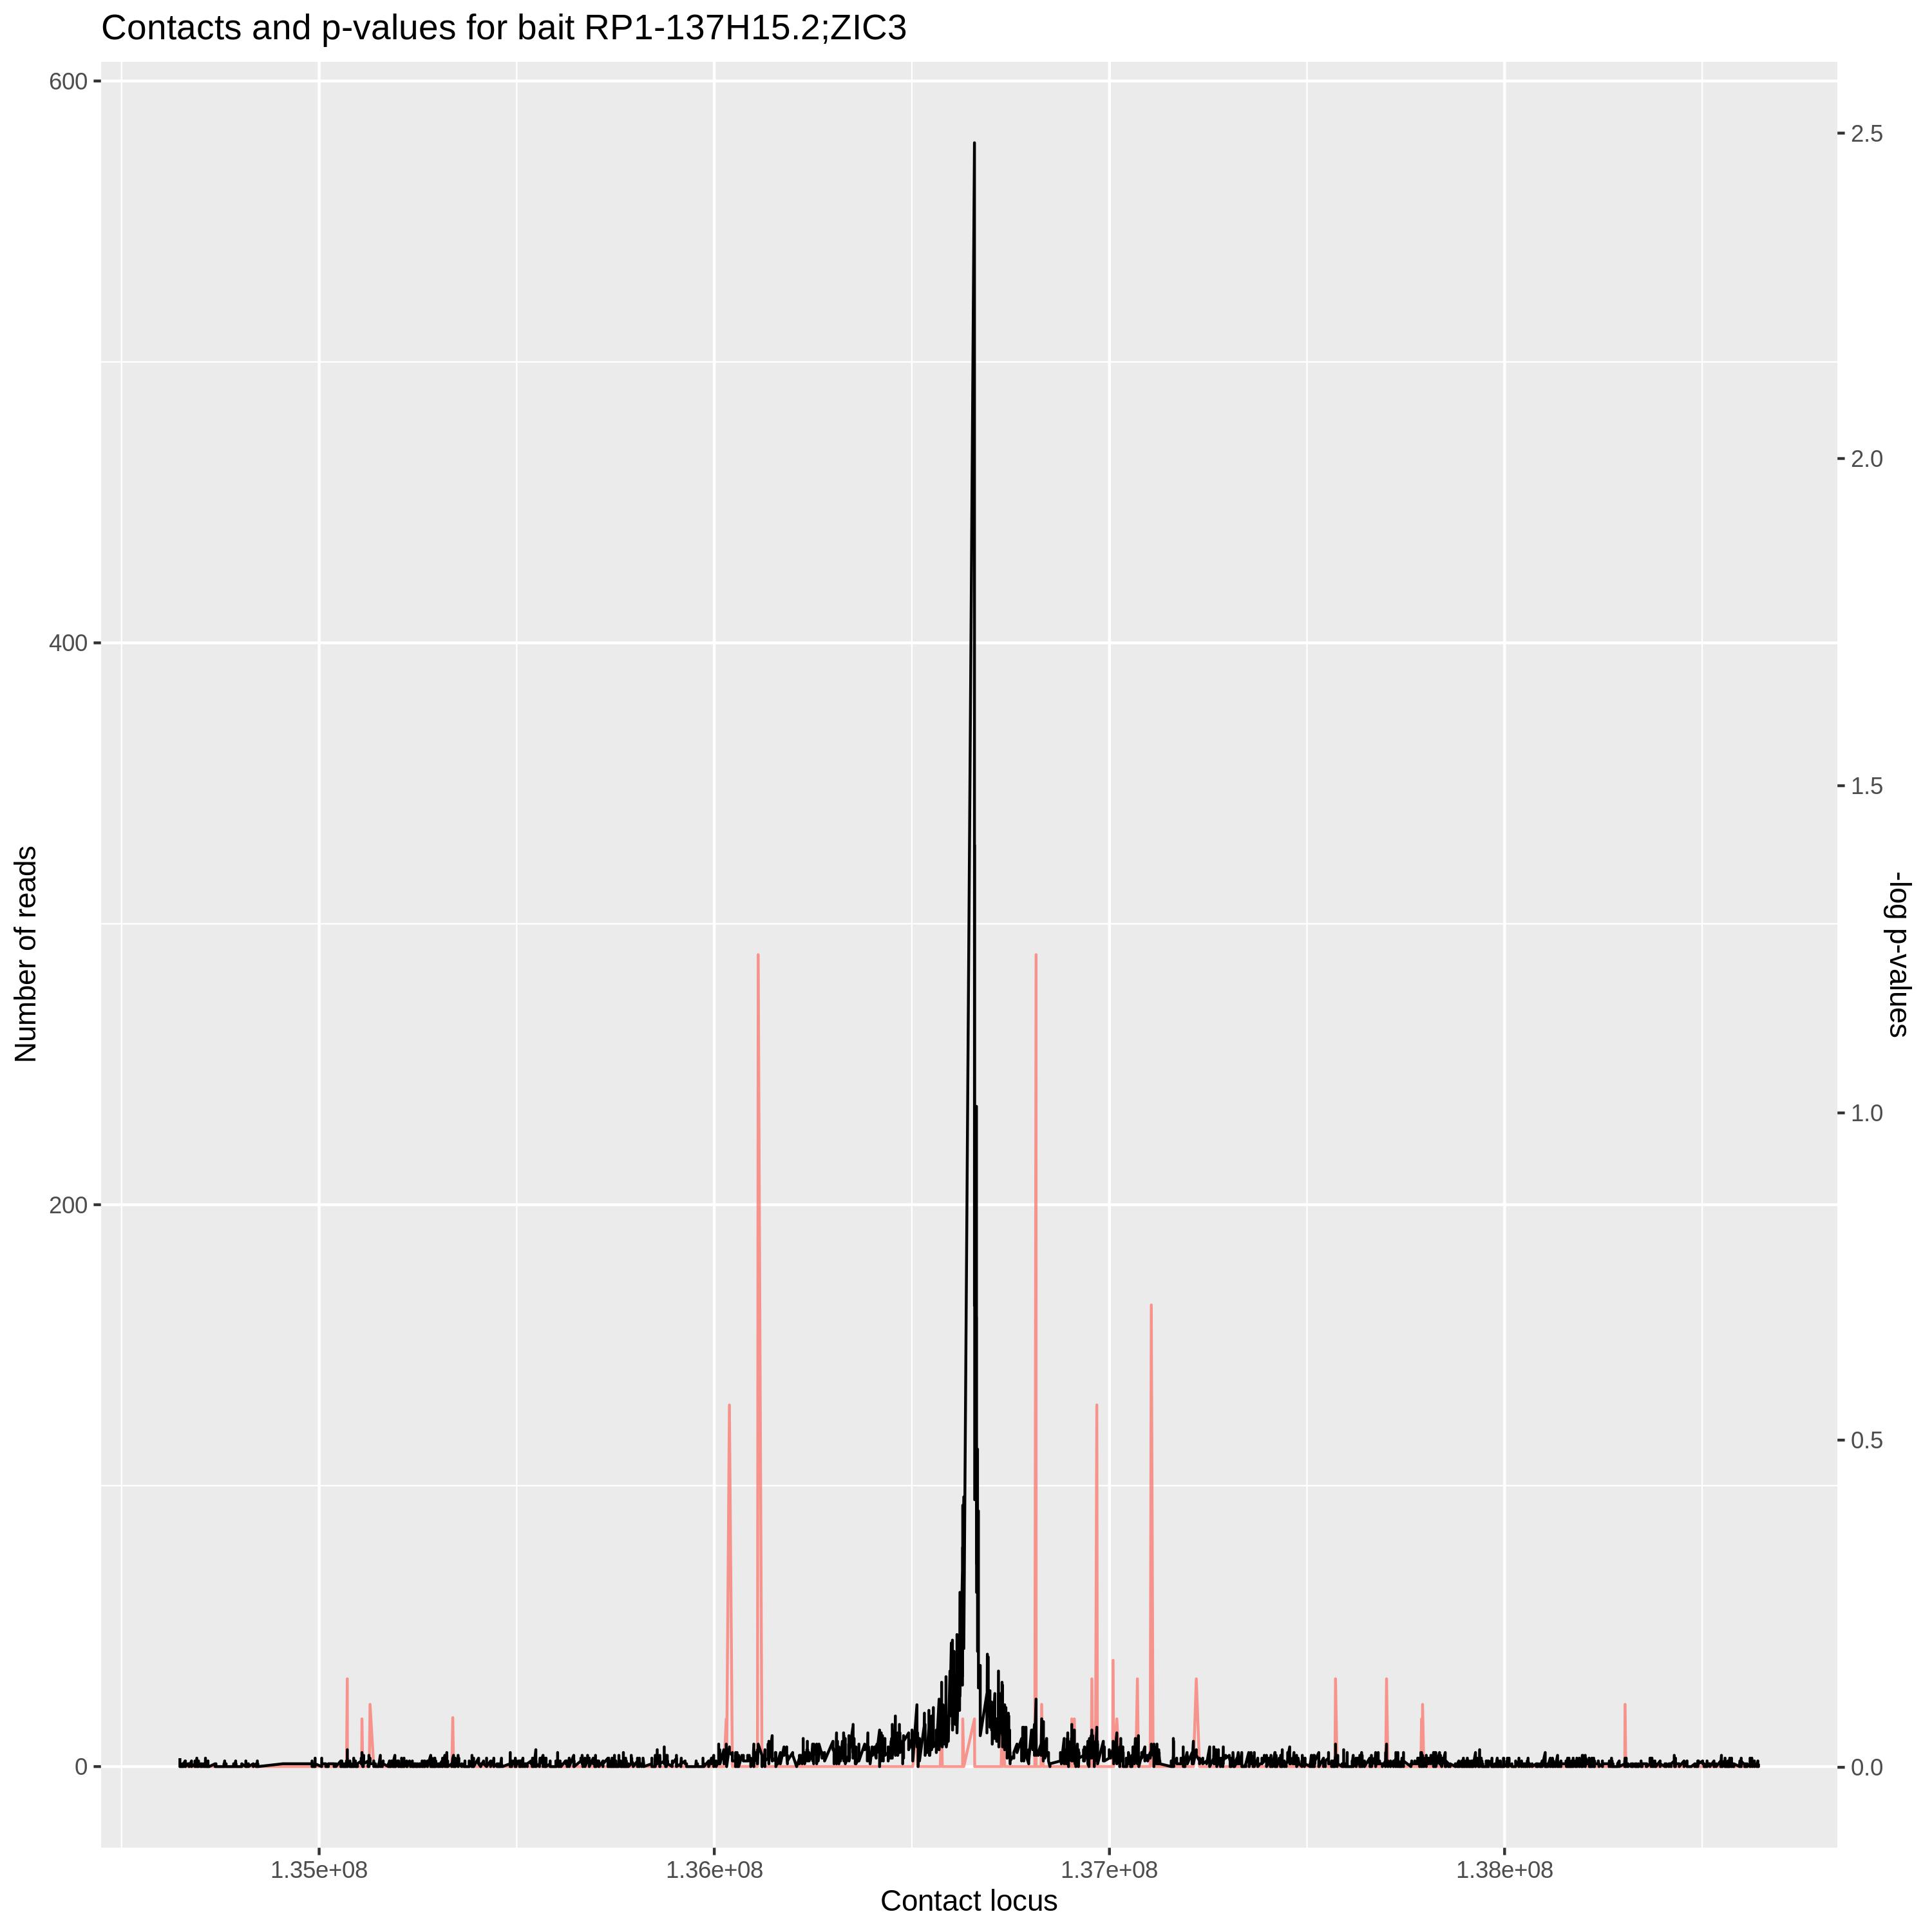 Contacts and p-values for bait RP1-137H15.2;ZIC3
600
400
200
0
Number of reads
2.5
2.0
1.5
1.0
0.5
0.0
-log p-values
1.35e+08
1.36e+08
1.37e+08
1.38e+08
Contact locus